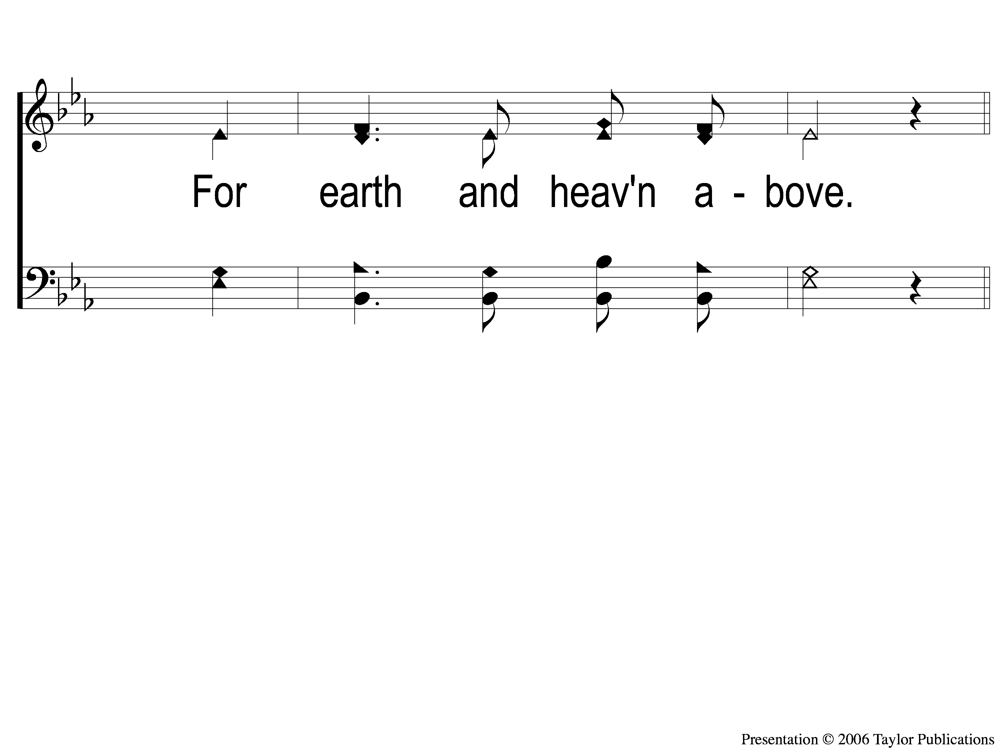 For earth and heav'n a - bove.
Presentation © 2006 Taylor Publications